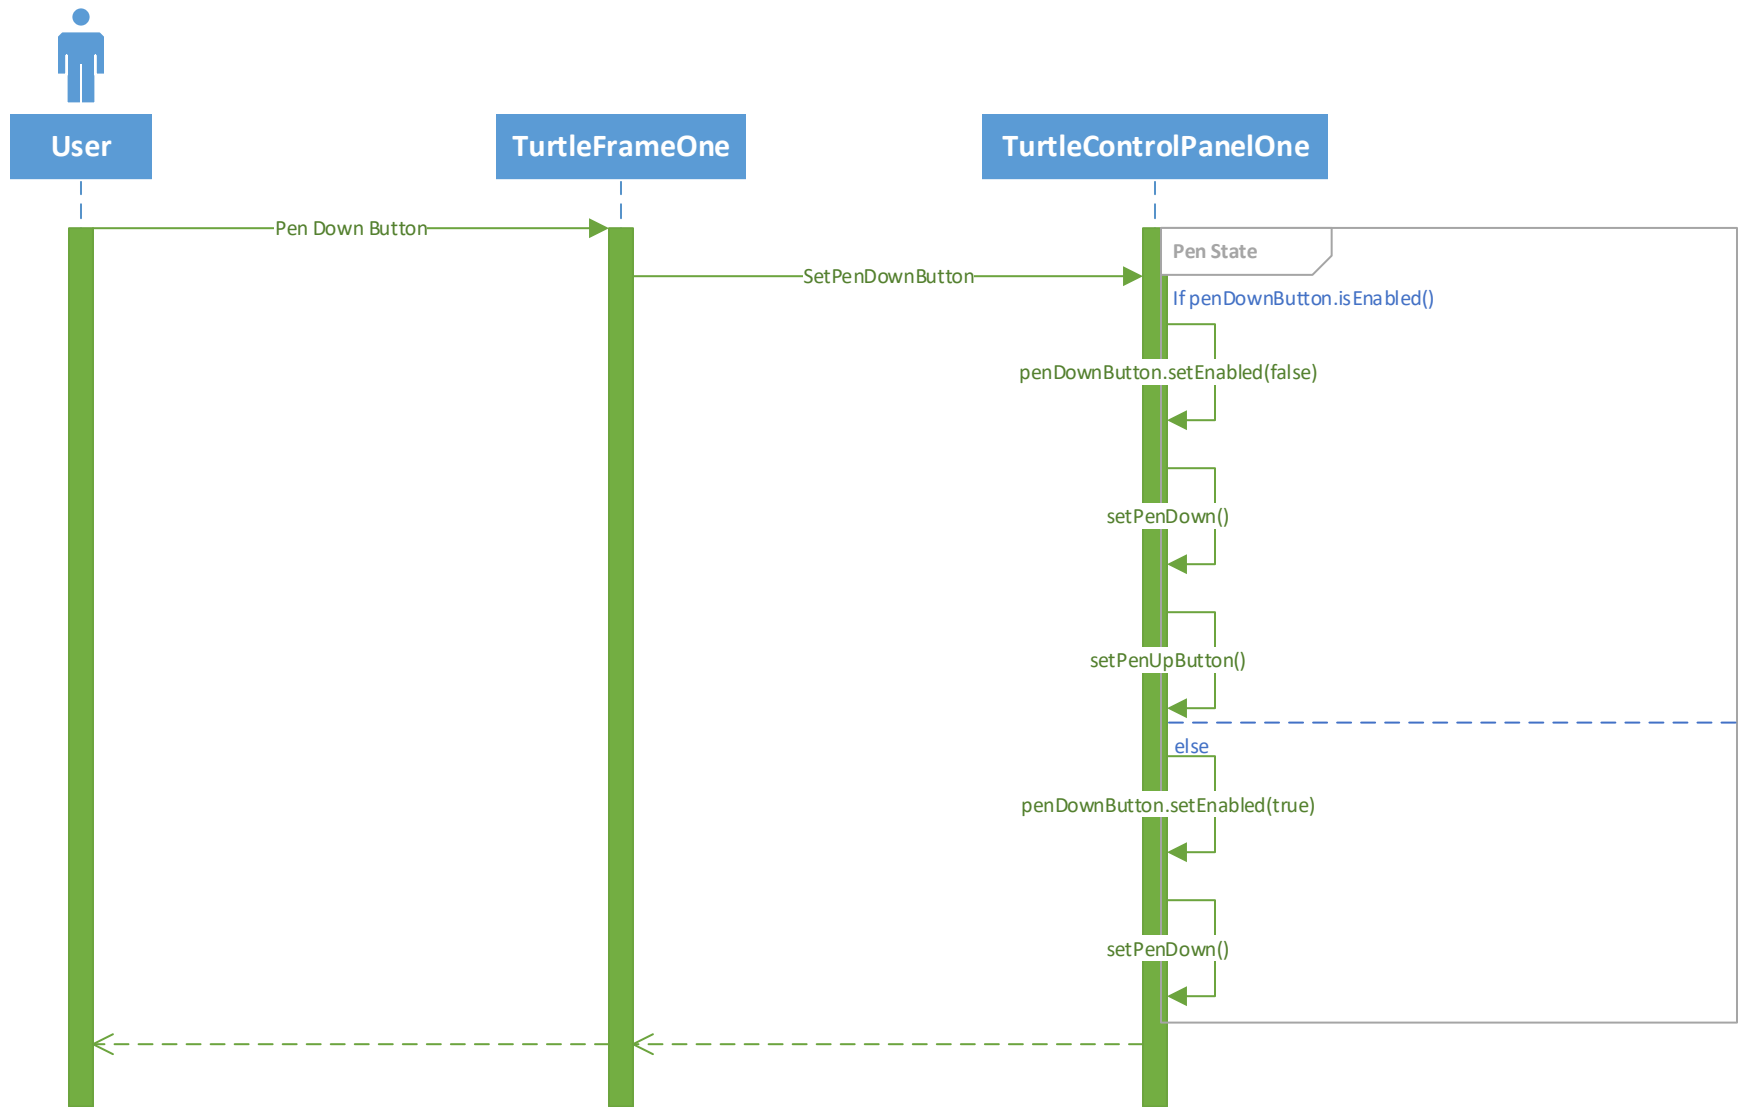 User
TurtleFrameOne
TurtleControlPanelOne
Pen Down Button
Pen State
SetPenDownButton
If penDownButton.isEnabled()
penDownButton.setEnabled(false)
setPenDown()
setPenUpButton()
else
penDownButton.setEnabled(true)
setPenDown()